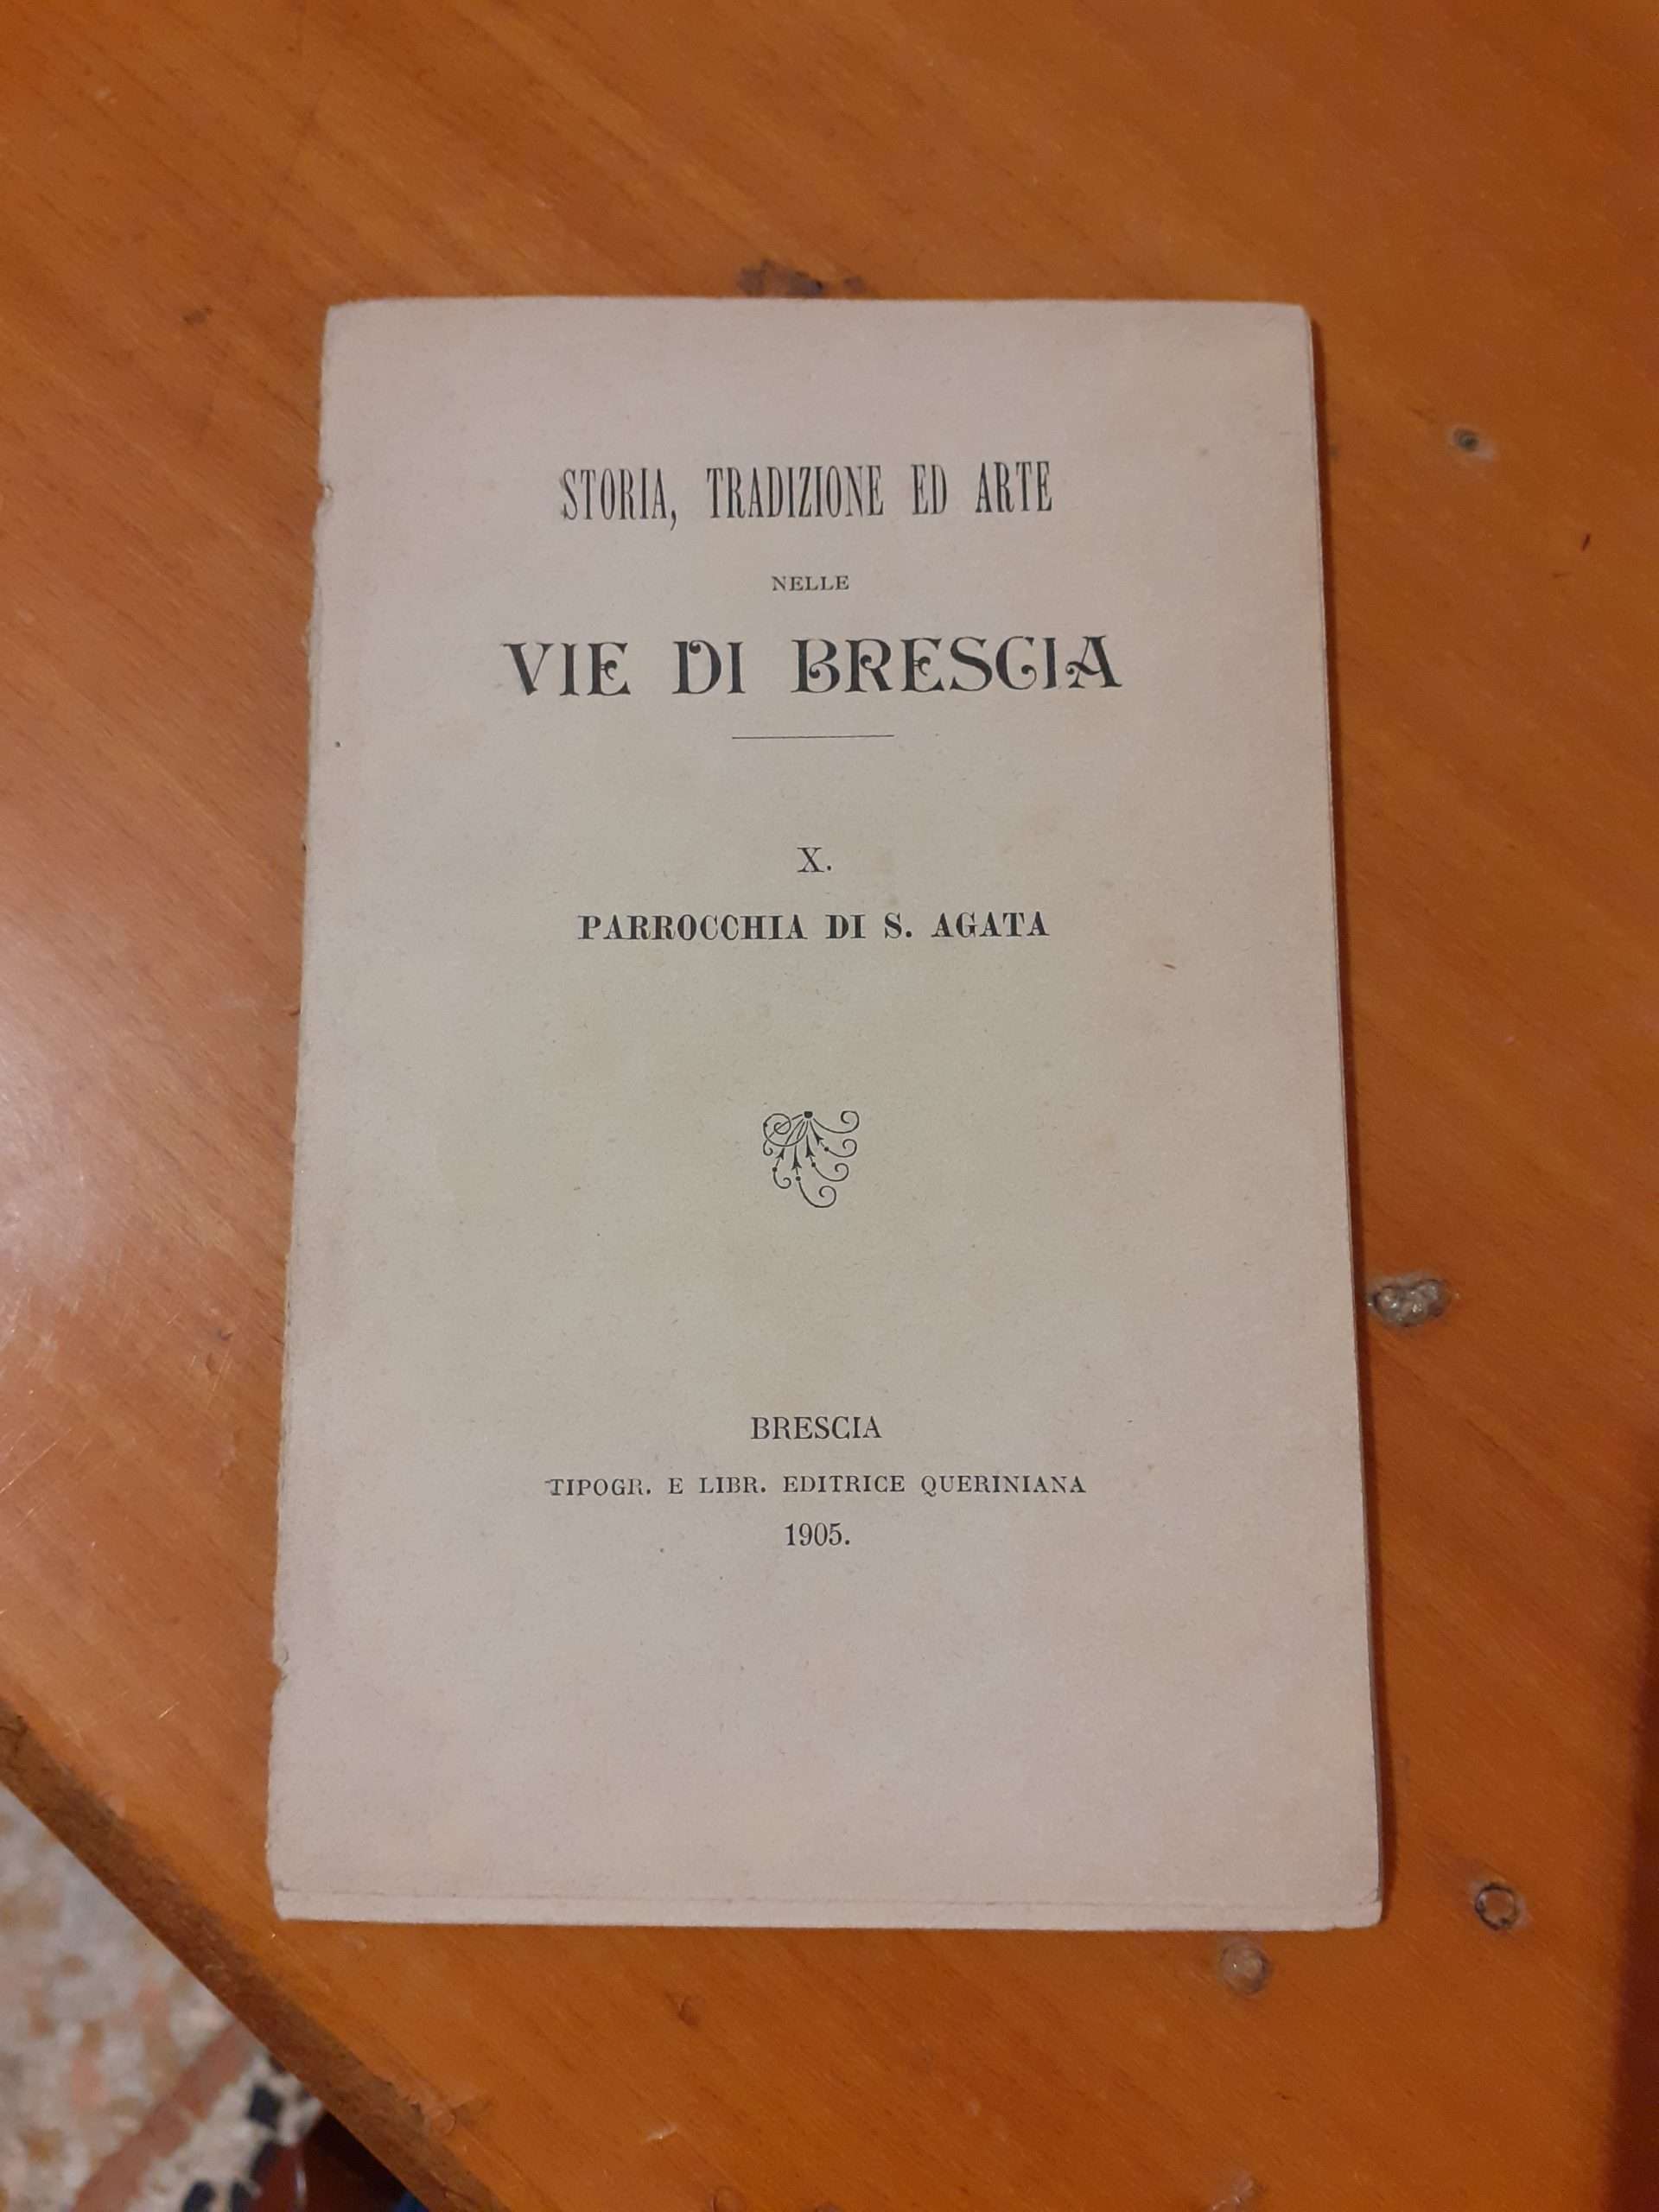 STORIA, TRADIZIONE ED ARTE
NELLE
VIE DI BRESCIA
X.
PARROCCHIA DI S. AGATA
BRESCIA
TIPOGR. E LIBR. EDITRICE QUERINIANA
1905.